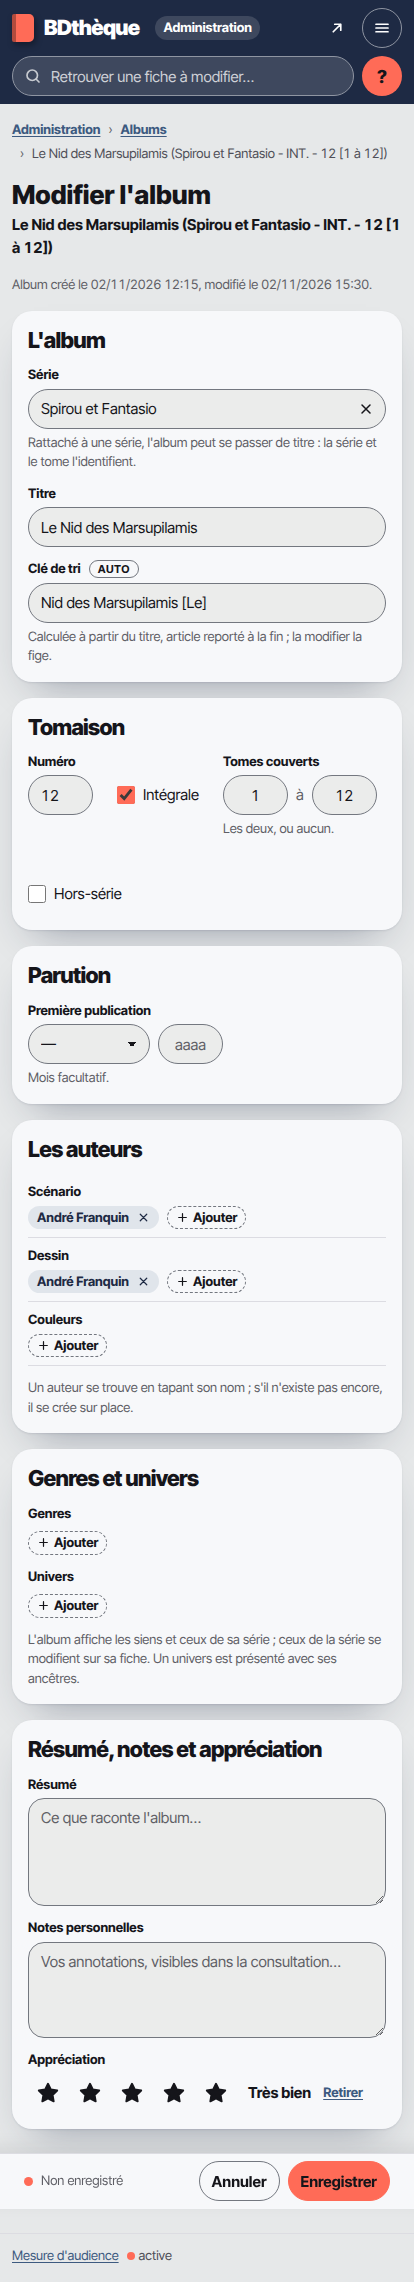 BDthèque Administration
Retrouver une fiche à modifier... ?
Administration › Albums
› Le Nid des Marsupilamis (Spirou et Fantasio - INT. - 12 [1 à 12])
Modifier l'album
Le Nid des Marsupilamis (Spirou et Fantasio - INT. - 12 [1
à 12])
Album créé le 02/11/2026 12:15, modifié le 02/11/2026 15:30.
L'album
Série
Spirou et Fantasio
Rattaché à une série, l'album peut se passer de titre : la série et
le tome l'identifient.
Titre
Le Nid des Marsupilamis
Clé de tri AUTO
Nid des Marsupilamis [Le]
Calculée à partir du titre, article reporté à la fin ; la modifier la
fige.
Tomaison
Numéro Tomes couverts
12 Intégrale 1 à 12
Les deux, ou aucun.
Hors-série
Parution
Première publication
— aaaa
Mois facultatif.
Les auteurs
Scénario
André Franquin × + Ajouter
Dessin
André Franquin × + Ajouter
Couleurs
+ Ajouter
Un auteur se trouve en tapant son nom ; s'il n'existe pas encore,
il se crée sur place.
Genres et univers
Genres
+ Ajouter
Univers
+ Ajouter
L'album affiche les siens et ceux de sa série ; ceux de la série se
modifient sur sa fiche. Un univers est présenté avec ses
ancêtres.
Résumé, notes et appréciation
Résumé
Ce que raconte l'album...
Notes personnelles
Vos annotations, visibles dans la consultation...
Appréciation
Très bien Retirer
Non enregistré Annuler Enregistrer
Mesure d'audience active